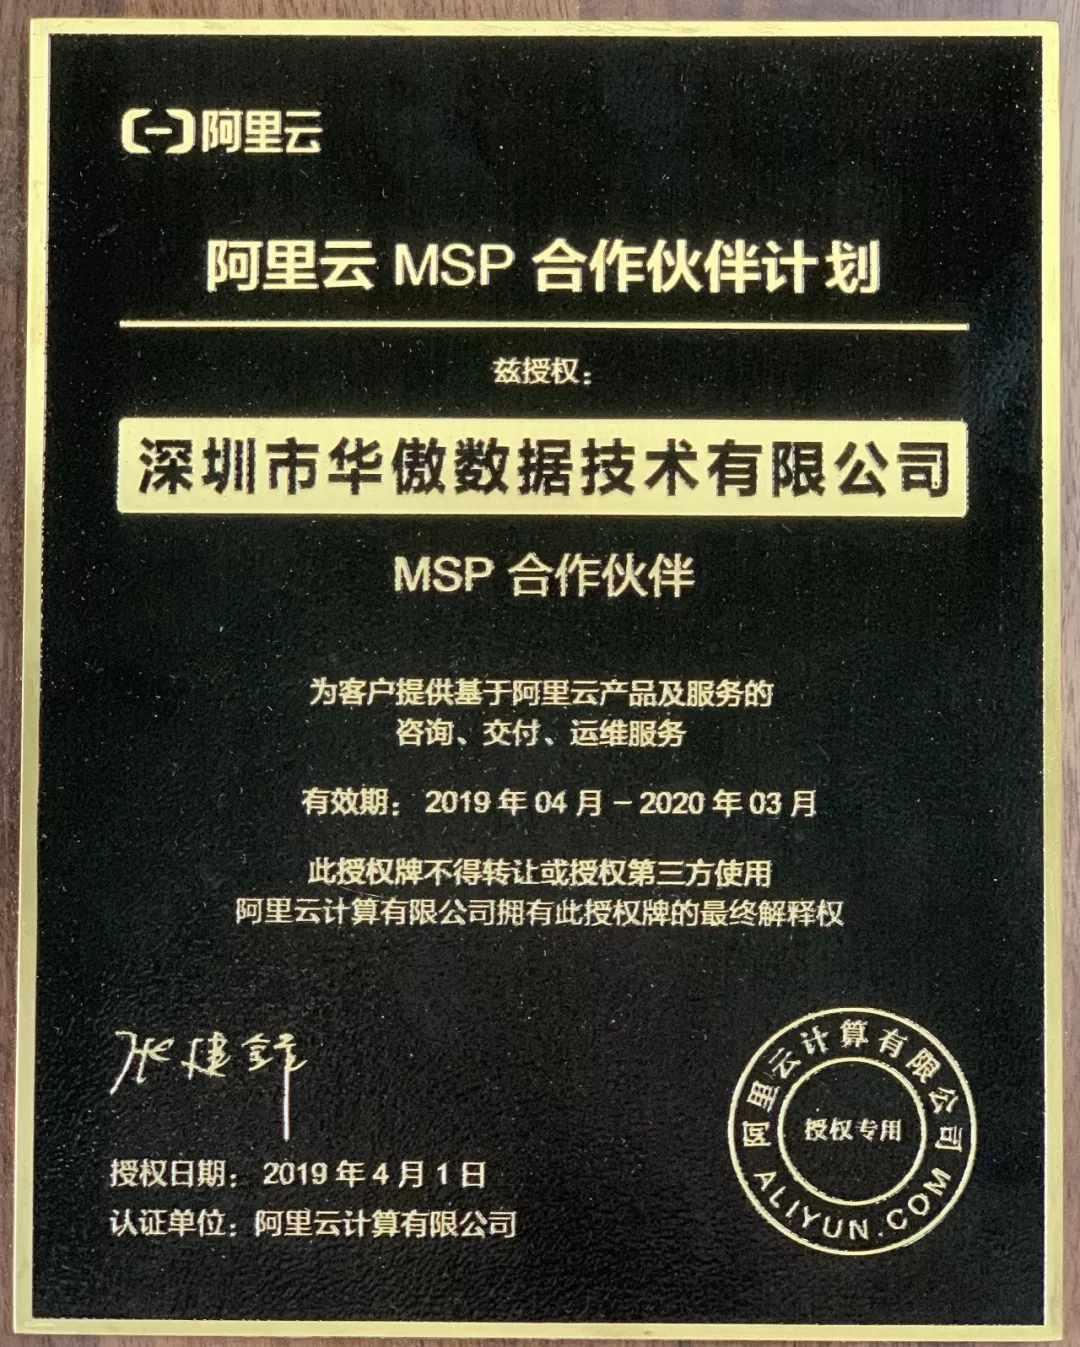 阿里云
阿里云 MSP 合作伙伴计划
兹授权：
深圳市华傲数据技术有限公司
MSP 合作伙伴
为客户提供基于阿里云产品及服务的
咨询、交付、运维服务
有效期： 2019 年 04 月 – 2020 年 03 月
此授权牌不得转让或授权第三方使用
阿里云计算有限公司拥有此授权牌的最终解释权
授权日期： 2019 年 4 月 1 日
认证单位：阿里云计算有限公司
阿里云计算有限公司
授权专用
ALIYUN.COM